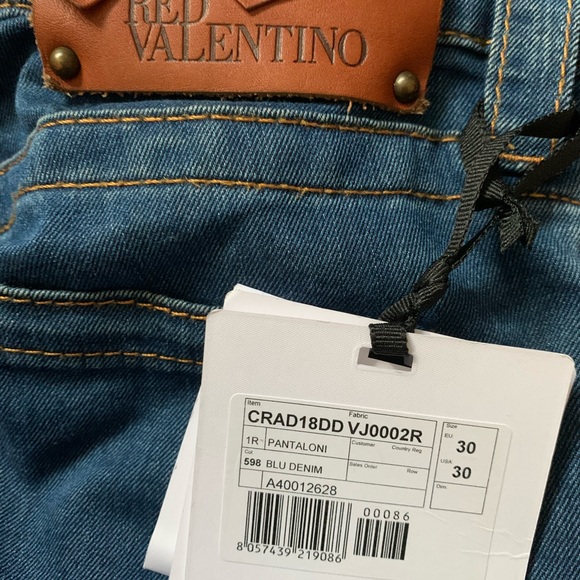 RED
VALENTINO
Item Fabric
CRAD18DD VJ0002R
1R- PANTALONI Customer Country Reg
Cut
598 BLU DENIM Sales Order Row
A40012628
Size
EU: 30
USA: 30
Dim.
00086
8 057439 219086